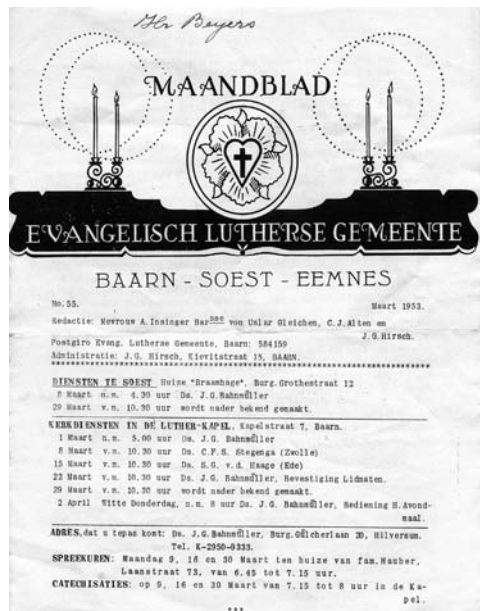 Hr Beyers
MAANDBLAD
EVANGELISCH LUTHERSE GEMEENTE
BAARN - SOEST - EEMNES
No.55. Maart 1953.
Redactie: Mevrouw A.Insinger Barsse von Uslar Gleichen, C.J.Alten en
J.G.Hirsch.
Postgiro Evang. Lutherse Gemeente, Baarn: 584159
Administratie: J.G. Hirsch, Kievitstraat 15, BAARN.
DIENSTEN TE SOEST Huize "Braamhage", Burg.Grothestraat 12
8 Maart n.m. 4.30 uur Ds. J.G.Bahnmüller
29 Maart v.m. 10.30 uur wordt nader bekend gemaakt.
KERKDIENSTEN IN DE LUTHER-KAPEL, Kapelstraat 7, Baarn.
1 Maart n.m. 5.00 uur Ds. J.G.Bahnmüller
8 Maart v.m. 10.30 uur Ds. C.F.S. Stegenga (Zwolle)
15 Maart v.m. 10.30 uur Ds. S.G. v.d. Haage (Ede)
22 Maart v.m. 10.30 uur Ds. J.G.Bahnmüller, Bevestiging Lidmaten.
29 Maart v.m. 10.30 uur wordt nader bekend gemaakt.
2 April Witte Donderdag, n.m. 8 uur Ds. J.G.Bahnmüller, Bediening H.Avond-
maal.
ADRES, dat u tepas komt: Ds. J.G.Bahnmüller, Burg.Gülcherlaan 20, Hilversum.
Tel. K-2950-8333.
SPREEKUREN: Maandag 9, 16 en 30 Maart ten huize van fam.Hauber,
Laanstraat 73, van 6.45 tot 7.15 uur.
CATECHISATIES: op 9, 16 en 30 Maart van 7.15 tot 8 uur in de Ka-
pel.
***